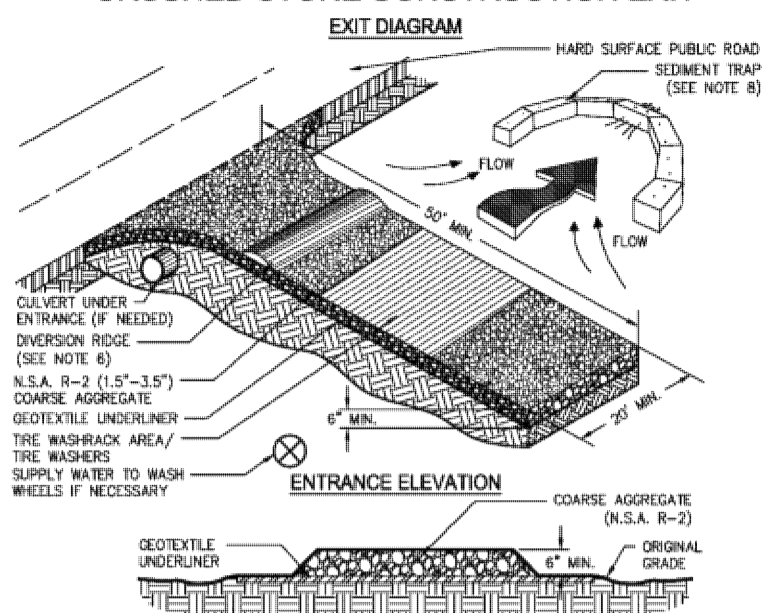 EXIT DIAGRAM
HARD SURFACE PUBLIC ROAD
SEDIMENT TRAP
(SEE NOTE 8)
FLOW
50' MIN.
FLOW
CULVERT UNDER
ENTRANCE (IF NEEDED)
DIVERSION RIDGE
(SEE NOTE 6)
N.S.A. R-2 (1.5"-3.5")
COARSE AGGREGATE
GEOTEXTILE UNDERLINER
TIRE WASHRACK AREA/
TIRE WASHERS
SUPPLY WATER TO WASH
WHEELS IF NECESSARY
6" MIN.
20' MIN.
ENTRANCE ELEVATION
COARSE AGGREGATE
(N.S.A. R-2)
GEOTEXTILE
UNDERLINER
6" MIN.
ORIGINAL
GRADE